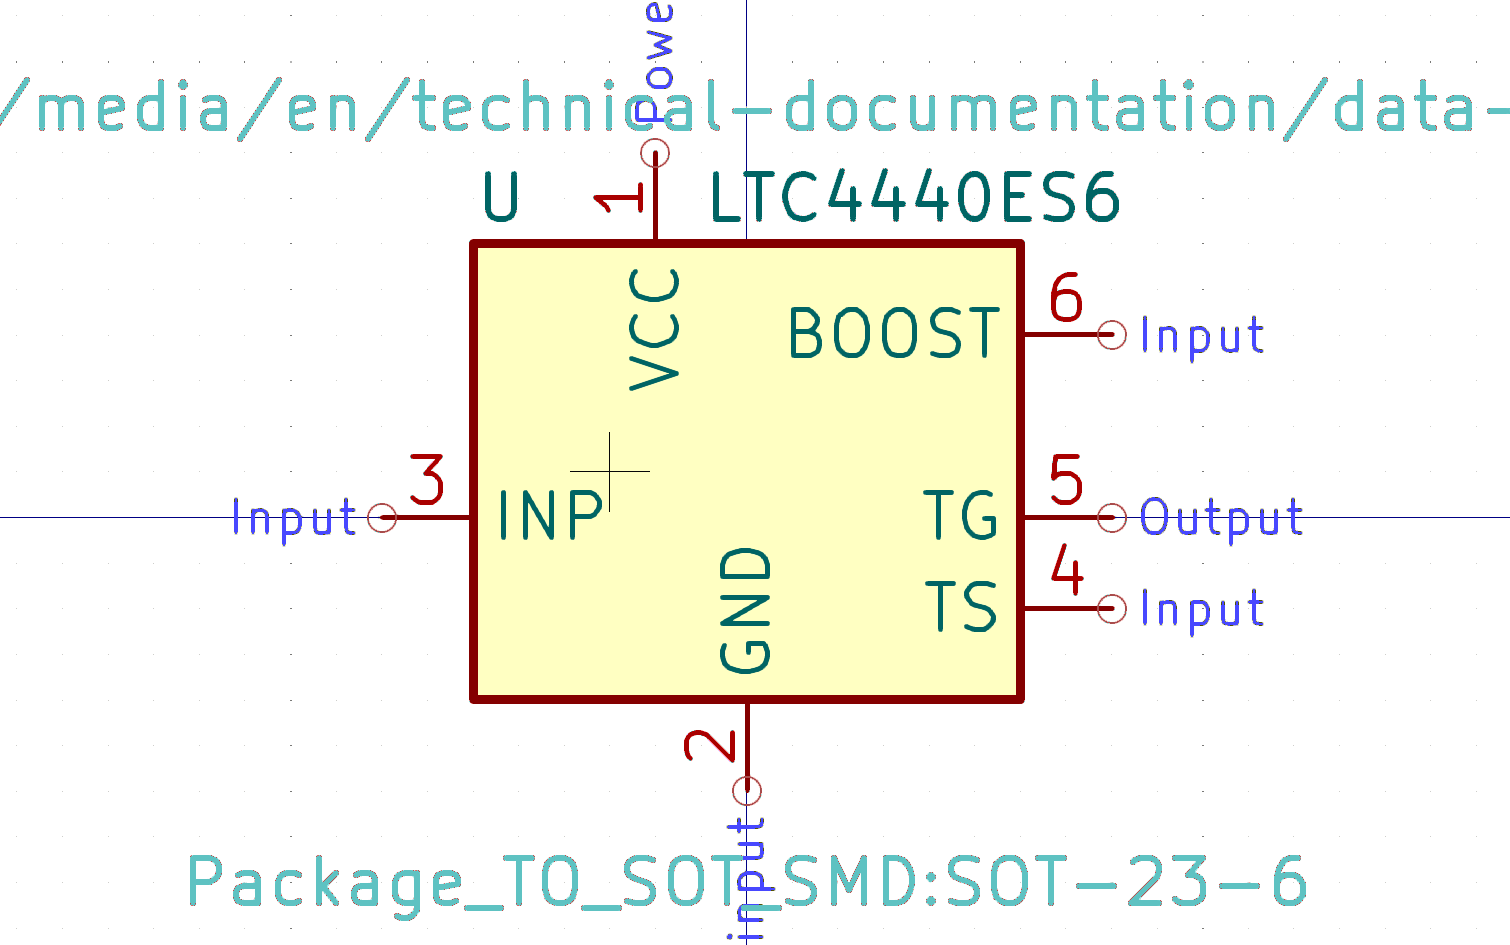 Powe
/media/en/technical-documentation/data-
U
LTC4440ES6
1
VCC
BOOST
6
Input
Input
3
INP
TG
5
Output
TS
4
Input
GND
2
input
Package_TO_SOT_SMD:SOT-23-6